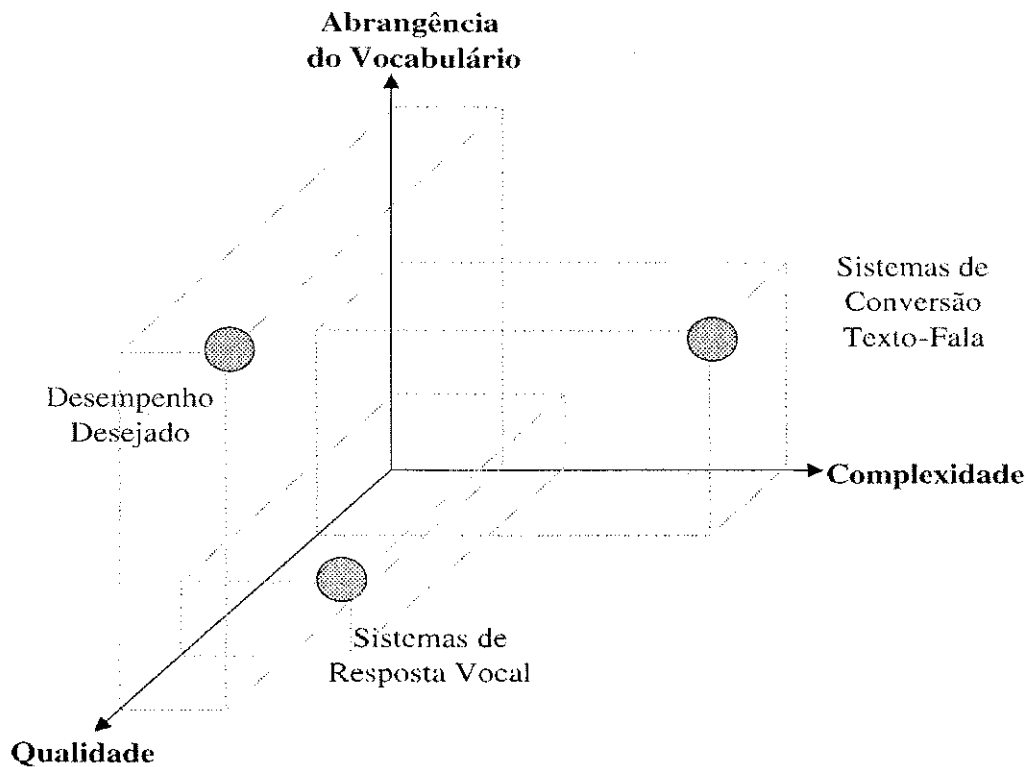 Abrangência
do Vocabulário
Sistemas de
Conversão
Texto-Fala
Desempenho
Desejado
Complexidade
Sistemas de
Resposta Vocal
Qualidade